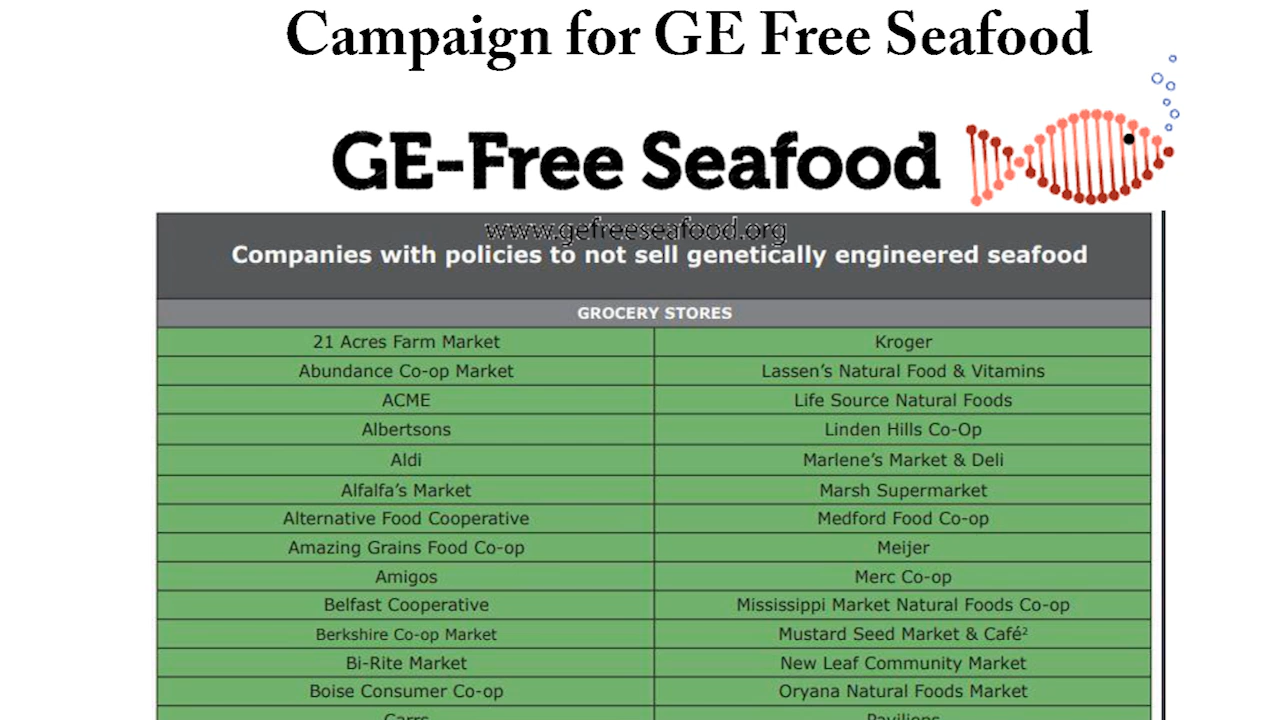 Campaign for GE Free Seafood
GE-Free Seafood
www.gefreeseafood.org
Companies with policies to not sell genetically engineered seafood
GROCERY STORES
21 Acres Farm Market Kroger
Abundance Co-op Market Lassen’s Natural Food & Vitamins
ACME Life Source Natural Foods
Albertsons Linden Hills Co-Op
Aldi Marlene’s Market & Deli
Alfalfa’s Market Marsh Supermarket
Alternative Food Cooperative Medford Food Co-op
Amazing Grains Food Co-op Meijer
Amigos Merc Co-op
Belfast Cooperative Mississippi Market Natural Foods Co-op
Berkshire Co-op Market Mustard Seed Market & Café²
Bi-Rite Market New Leaf Community Market
Boise Consumer Co-op Oryana Natural Foods Market
Carrs Pavilions